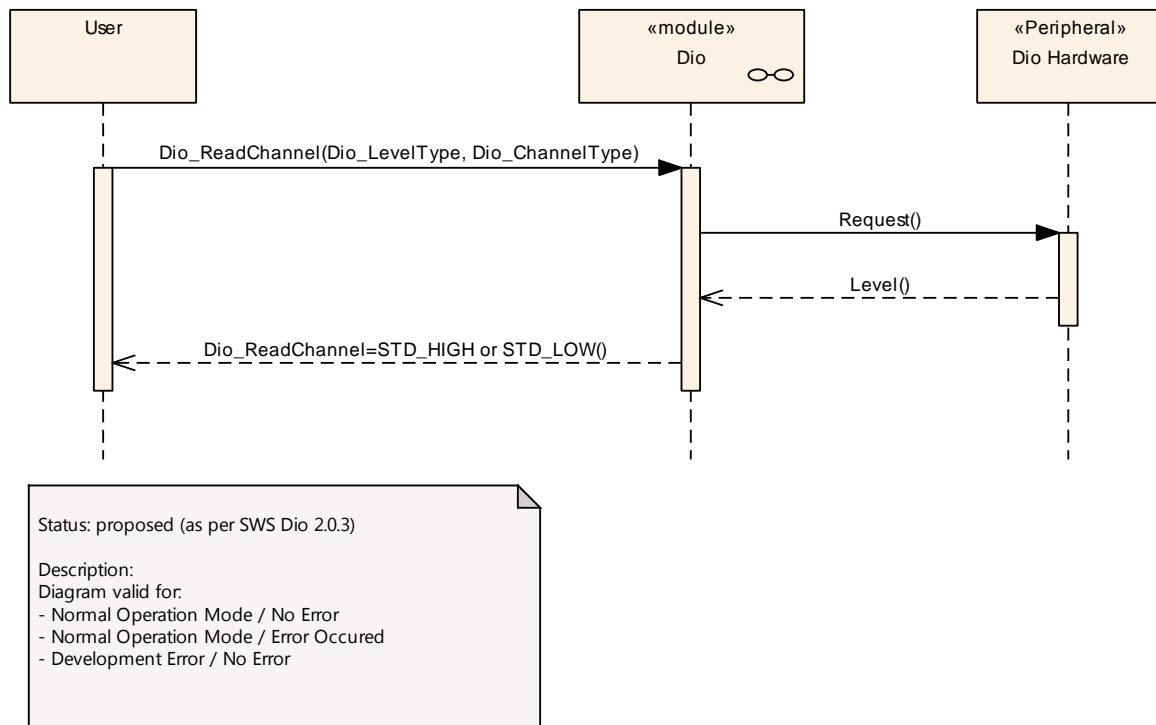 User
«module»
Dio
«Peripheral»
Dio Hardware
Dio_ReadChannel(Dio_LevelType, Dio_ChannelType)
Request()
Level()
Dio_ReadChannel=STD_HIGH or STD_LOW()
Status: proposed (as per SWS Dio 2.0.3)
Description:
Diagram valid for:
- Normal Operation Mode / No Error
- Normal Operation Mode / Error Occured
- Development Error / No Error